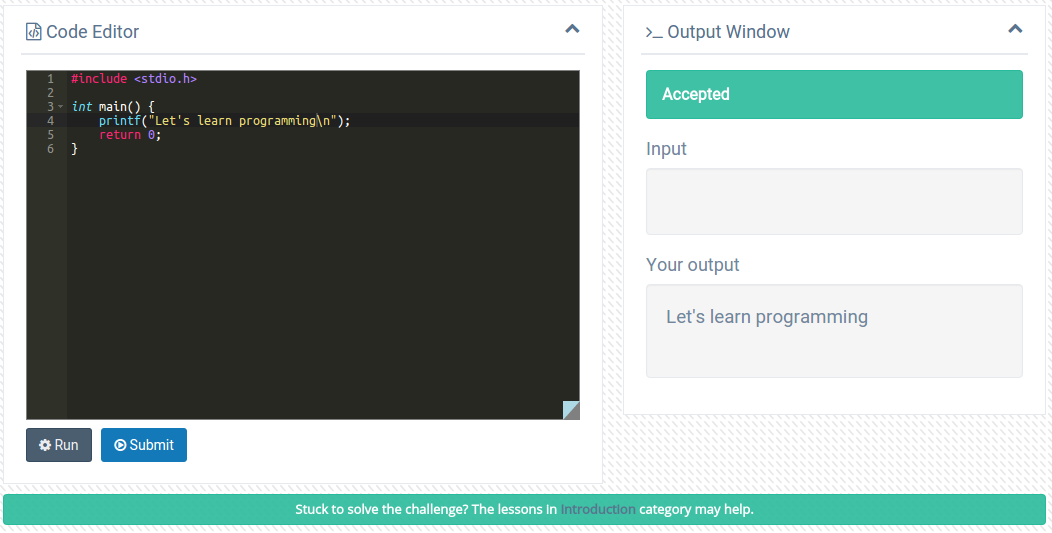 Code Editor
1 #include <stdio.h>
2
3 int main() {
4     printf("Let's learn programming\n");
5     return 0;
6 }
Run
Submit
>_ Output Window
Accepted
Input
Your output
Let's learn programming
Stuck to solve the challenge? The lessons in Introduction category may help.